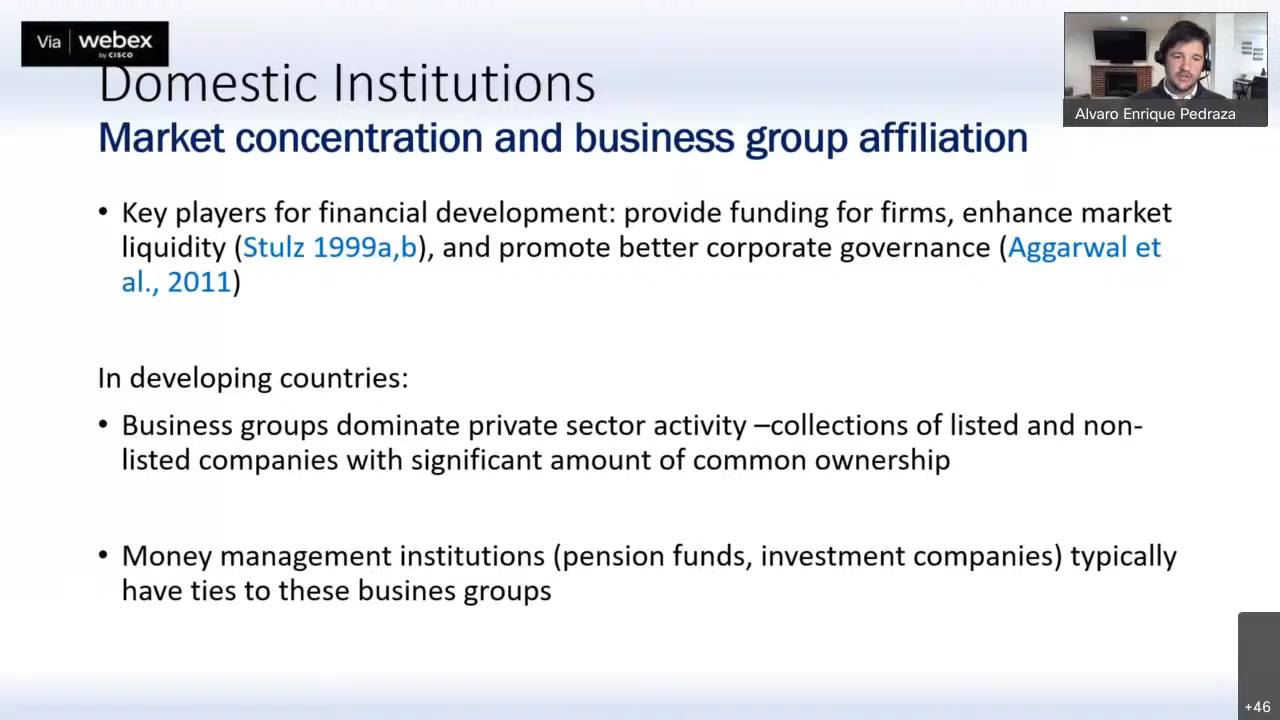 Via webex
by CISCO
Domestic Institutions
Market concentration and business group affiliation
Alvaro Enrique Pedraza
• Key players for financial development: provide funding for firms, enhance market
liquidity (Stulz 1999a,b), and promote better corporate governance (Aggarwal et
al., 2011)
In developing countries:
• Business groups dominate private sector activity –collections of listed and non-
listed companies with significant amount of common ownership
• Money management institutions (pension funds, investment companies) typically
have ties to these busines groups
+46